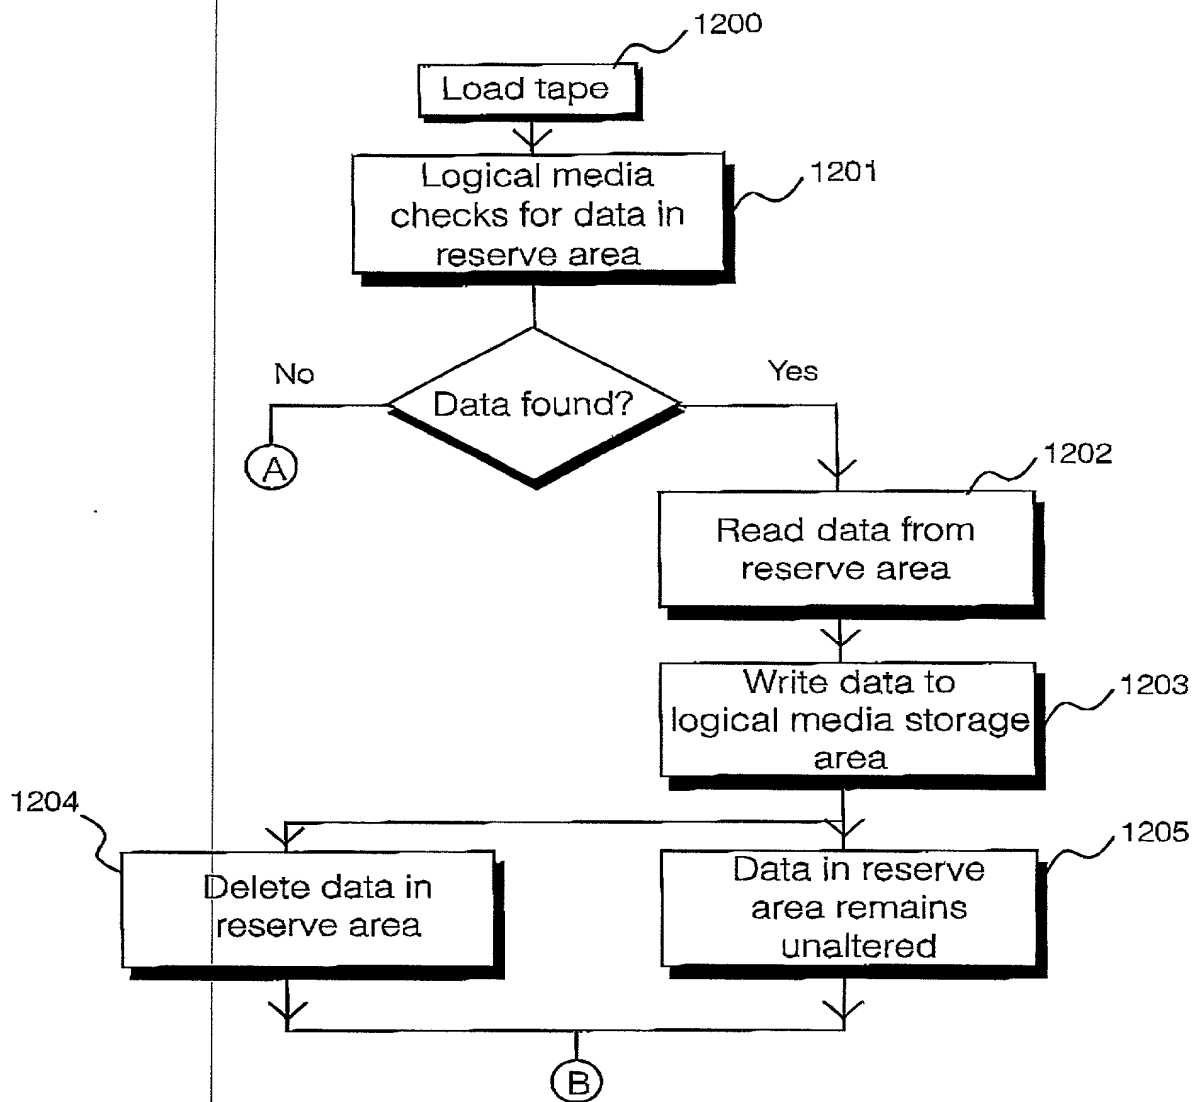 1200
Load tape
Logical media
checks for data in
reserve area
1201
No
Data found?
Yes
A
1202
Read data from
reserve area
Write data to
logical media storage
area
1203
1204
Delete data in
reserve area
Data in reserve
area remains
unaltered
1205
B